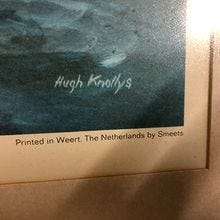 Hugh Knollys
Printed in Weert. The Netherlands by Smeets